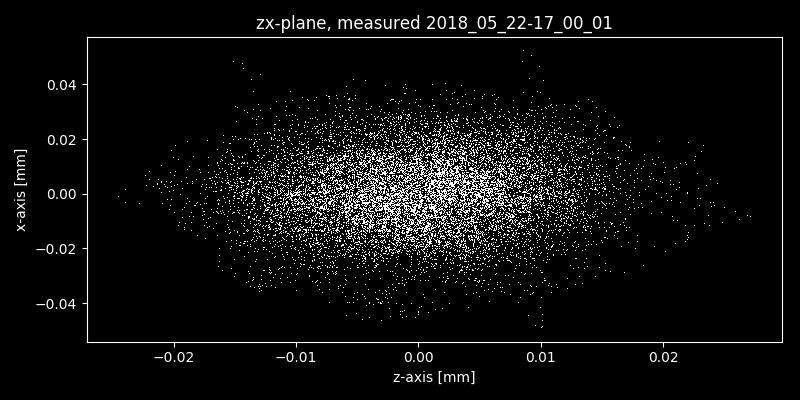 zx-plane, measured 2018_05_22-17_00_01
0.04
0.02
0.00
−0.02
−0.04
x-axis [mm]
−0.02 −0.01 0.00 0.01 0.02
z-axis [mm]